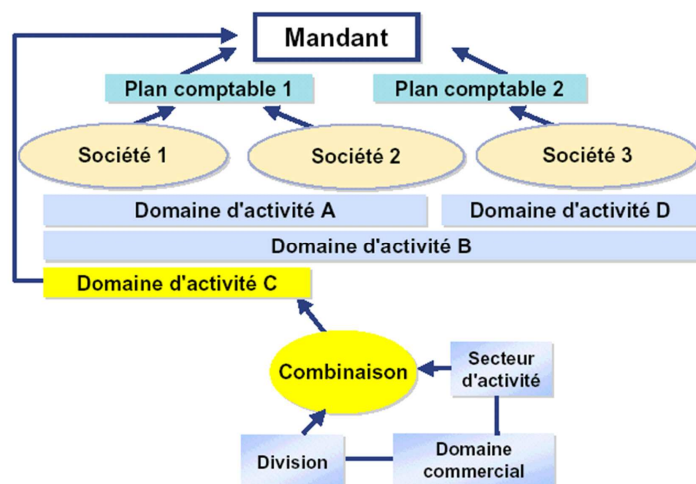 Mandant
Plan comptable 1
Plan comptable 2
Société 1
Société 2
Société 3
Domaine d'activité A
Domaine d'activité D
Domaine d'activité B
Domaine d'activité C
Combinaison
Secteur
d'activité
Division
Domaine
commercial